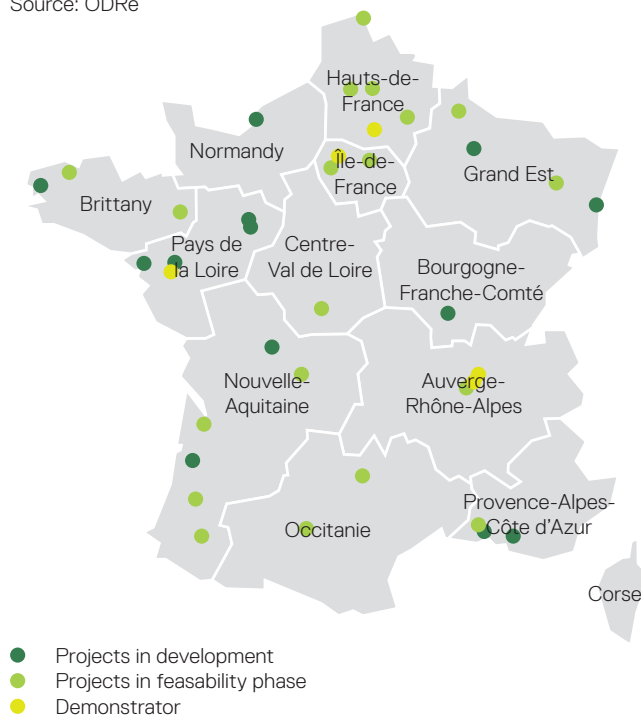 Source: ODRé
Hauts-de-
France
Normandy
Île-de-
France
Grand Est
Brittany
Pays de
la Loire
Centre-
Val de Loire
Bourgogne-
Franche-Comté
Nouvelle-
Aquitaine
Auverge-
Rhône-Alpes
Provence-Alpes-
Côte d'Azur
Occitanie
Corse
Projects in development
Projects in feasability phase
Demonstrator